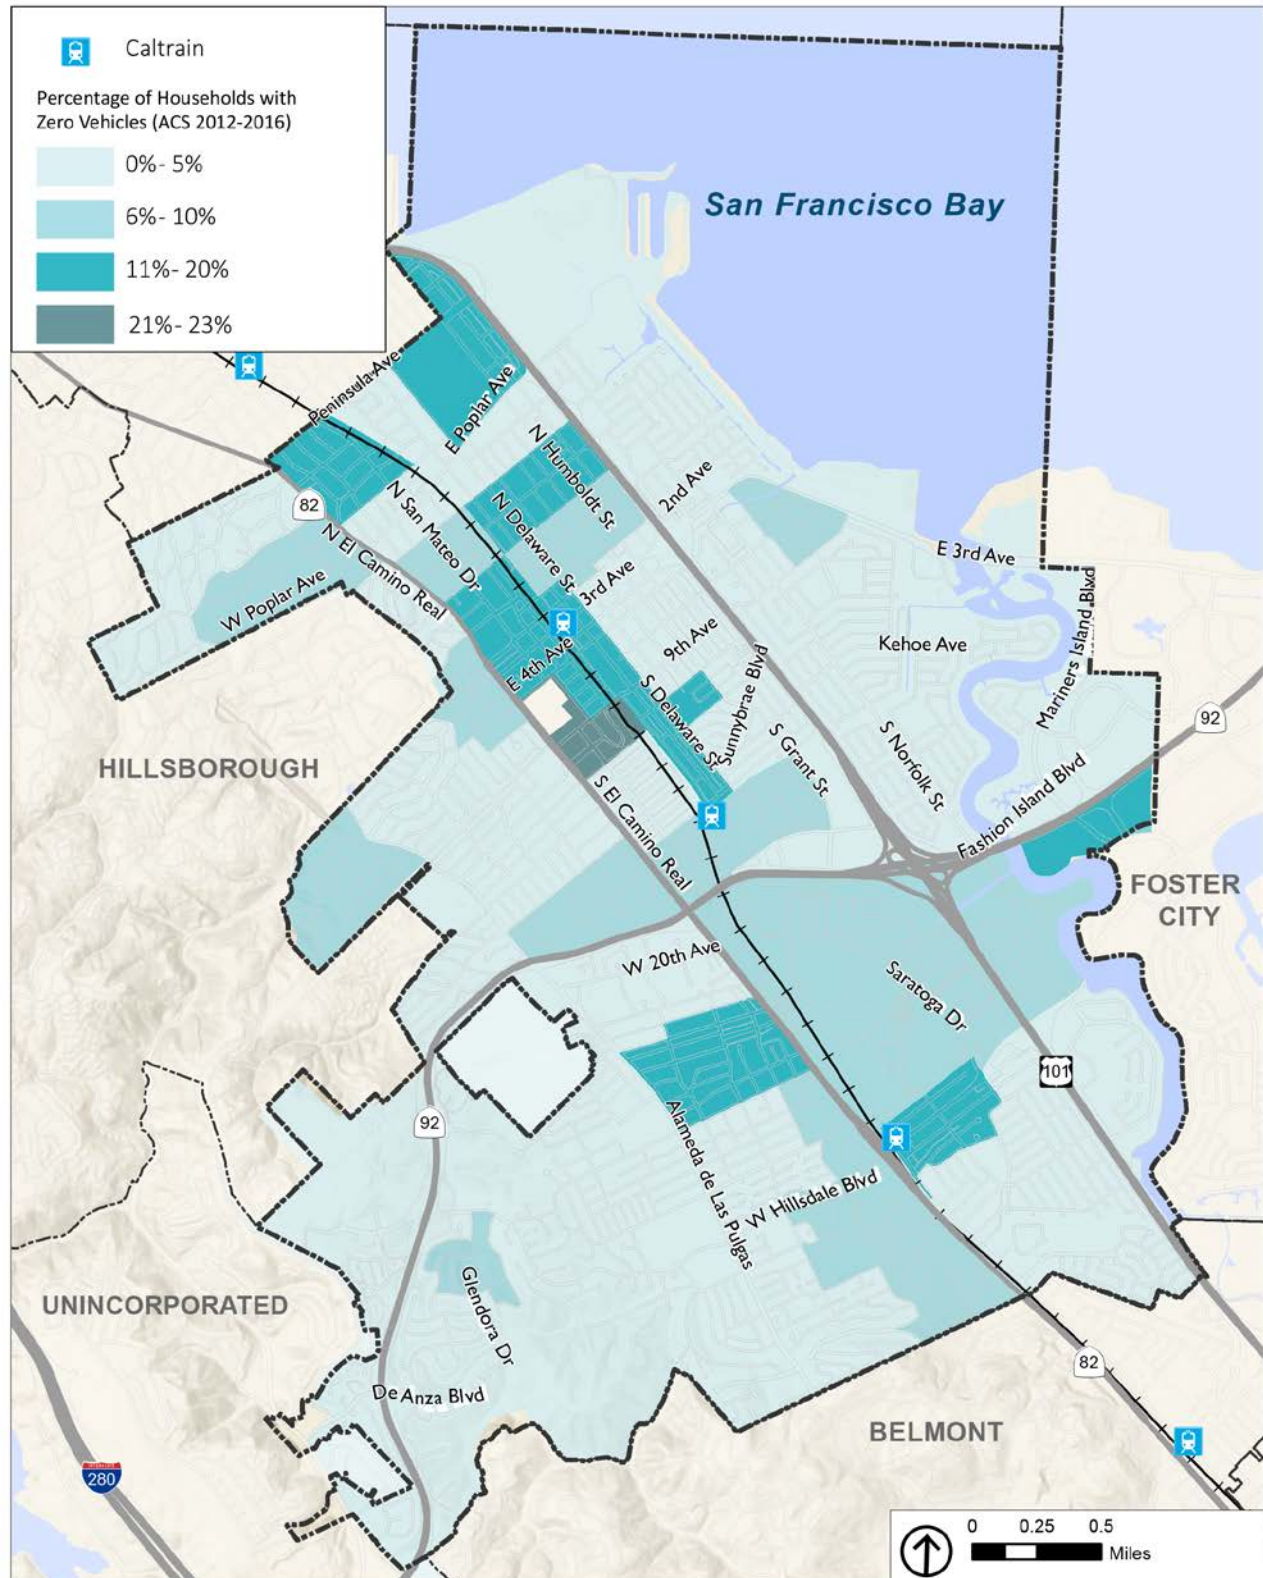 Caltrain
Percentage of Households with
Zero Vehicles (ACS 2012-2016)
0%- 5%
6%- 10%
11%- 20%
21%- 23%
San Francisco Bay
Peninsula Ave
E Poplar Ave
N Humboldt St
2nd Ave
82
N San Mateo Dr
N Delaware St
N El Camino Real
W Poplar Ave
3rd Ave
E 3rd Ave
Mariners Island Blvd
Kehoe Ave
9th Ave
E 4th Ave
S Delaware St
Sunnybrae Blvd
S Grant St
S Norfolk St
92
HILLSBOROUGH
S El Camino Real
Fashion Island Blvd
FOSTER
CITY
W 20th Ave
Saratoga Dr
101
92
Alameda de Las Pulgas
W Hillsdale Blvd
Glendora Dr
UNINCORPORATED
De Anza Blvd
82
BELMONT
INTERSTATE
280
0 0.25 0.5
Miles